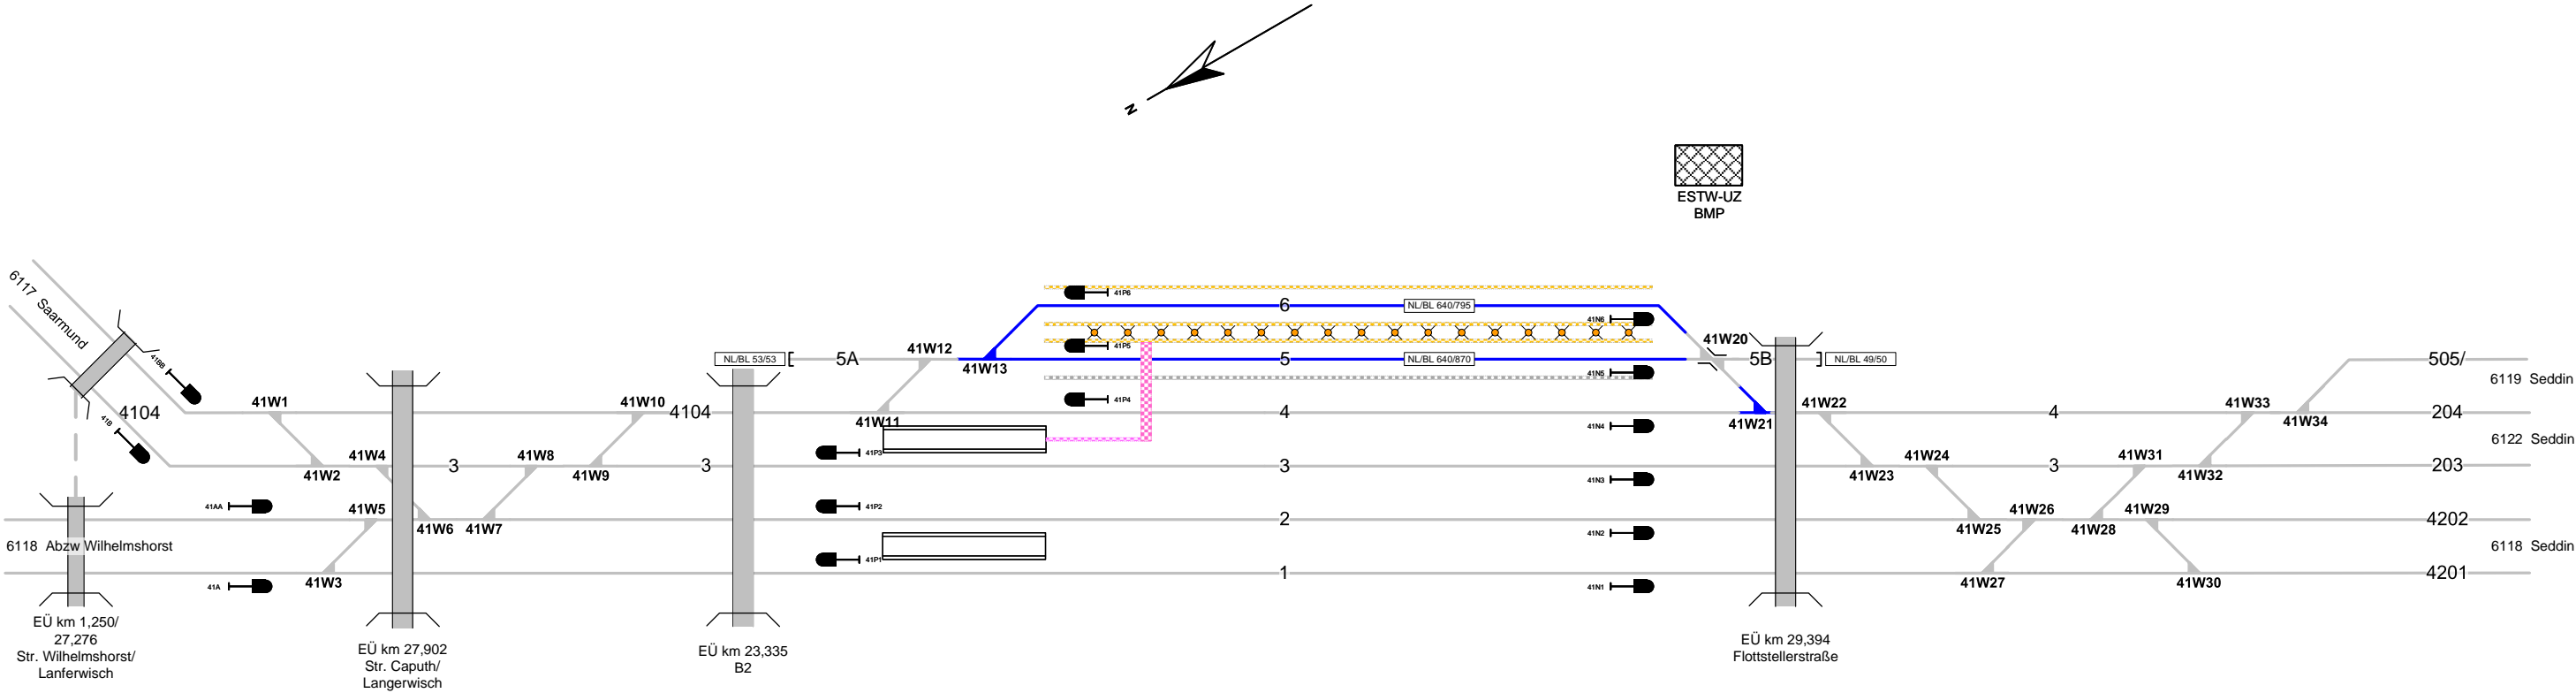 N
ESTW-UZ
BMP
6117 Saarmund
41BB
41B
4104
41W1
41W2
41W4
41W5
41W3
41AA
41A
6118 Abzw Wilhelmshorst
EÜ km 1,250/
27,276
Str. Wilhelmshorst/
Lanferwisch
3
41W6
41W7
41W8
41W9
41W10
4104
3
EÜ km 27,902
Str. Caputh/
Langerwisch
EÜ km 23,335
B2
NL/BL 53/53
5A
41W12
41W11
41W13
41P6
41P5
41P4
41P3
41P2
41P1
6
NL/BL 640/795
5
NL/BL 640/870
4
3
2
1
41N6
41N5
41N4
41N3
41N2
41N1
41W20
5B
NL/BL 49/50
41W21
41W22
41W23
41W24
41W25
41W26
41W27
4
3
41W28
41W29
41W30
41W31
41W32
41W33
41W34
505/
6119 Seddin
204
6122 Seddin
203
4202
6118 Seddin
4201
EÜ km 29,394
Flottstellerstraße